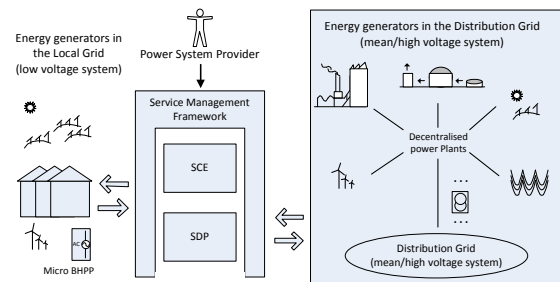 Energy generators in
the Local Grid
(low voltage system)
Power System Provider
Energy generators in the Distribution Grid
(mean/high voltage system)
Service Management
Framework
SCE
SDP
AC
Micro BHPP
Decentralised
power Plants
...
...
Distribution Grid
(mean/high voltage system)